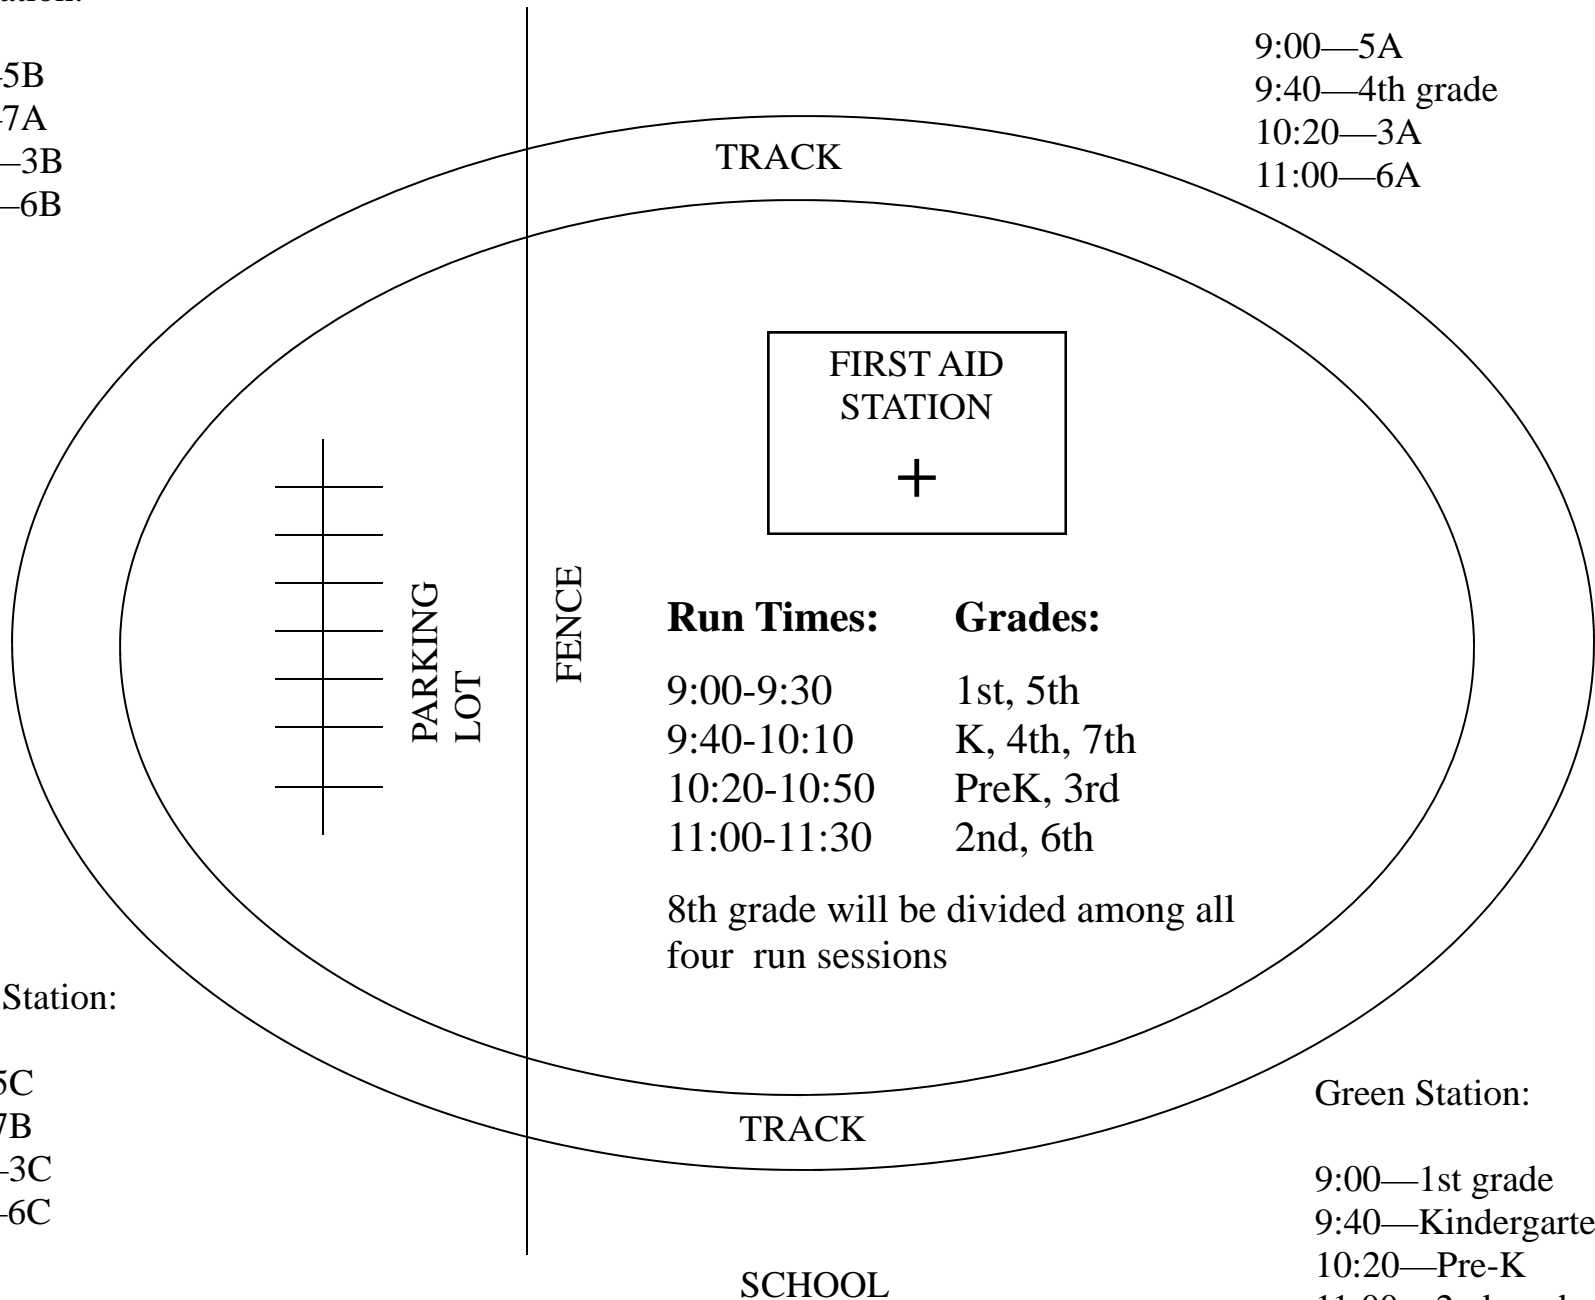 5B
7A
3B
6B
9:00—5A
9:40—4th grade
10:20—3A
11:00—6A
TRACK
FIRST AID
STATION
+
PARKING
LOT
FENCE
Run Times: Grades:
9:00-9:30 1st, 5th
9:40-10:10 K, 4th, 7th
10:20-10:50 PreK, 3rd
11:00-11:30 2nd, 6th
8th grade will be divided among all
four run sessions
Station:
5C
7B
3C
6C
TRACK
Green Station:
9:00—1st grade
9:40—Kindergarte
10:20—Pre-K
SCHOOL